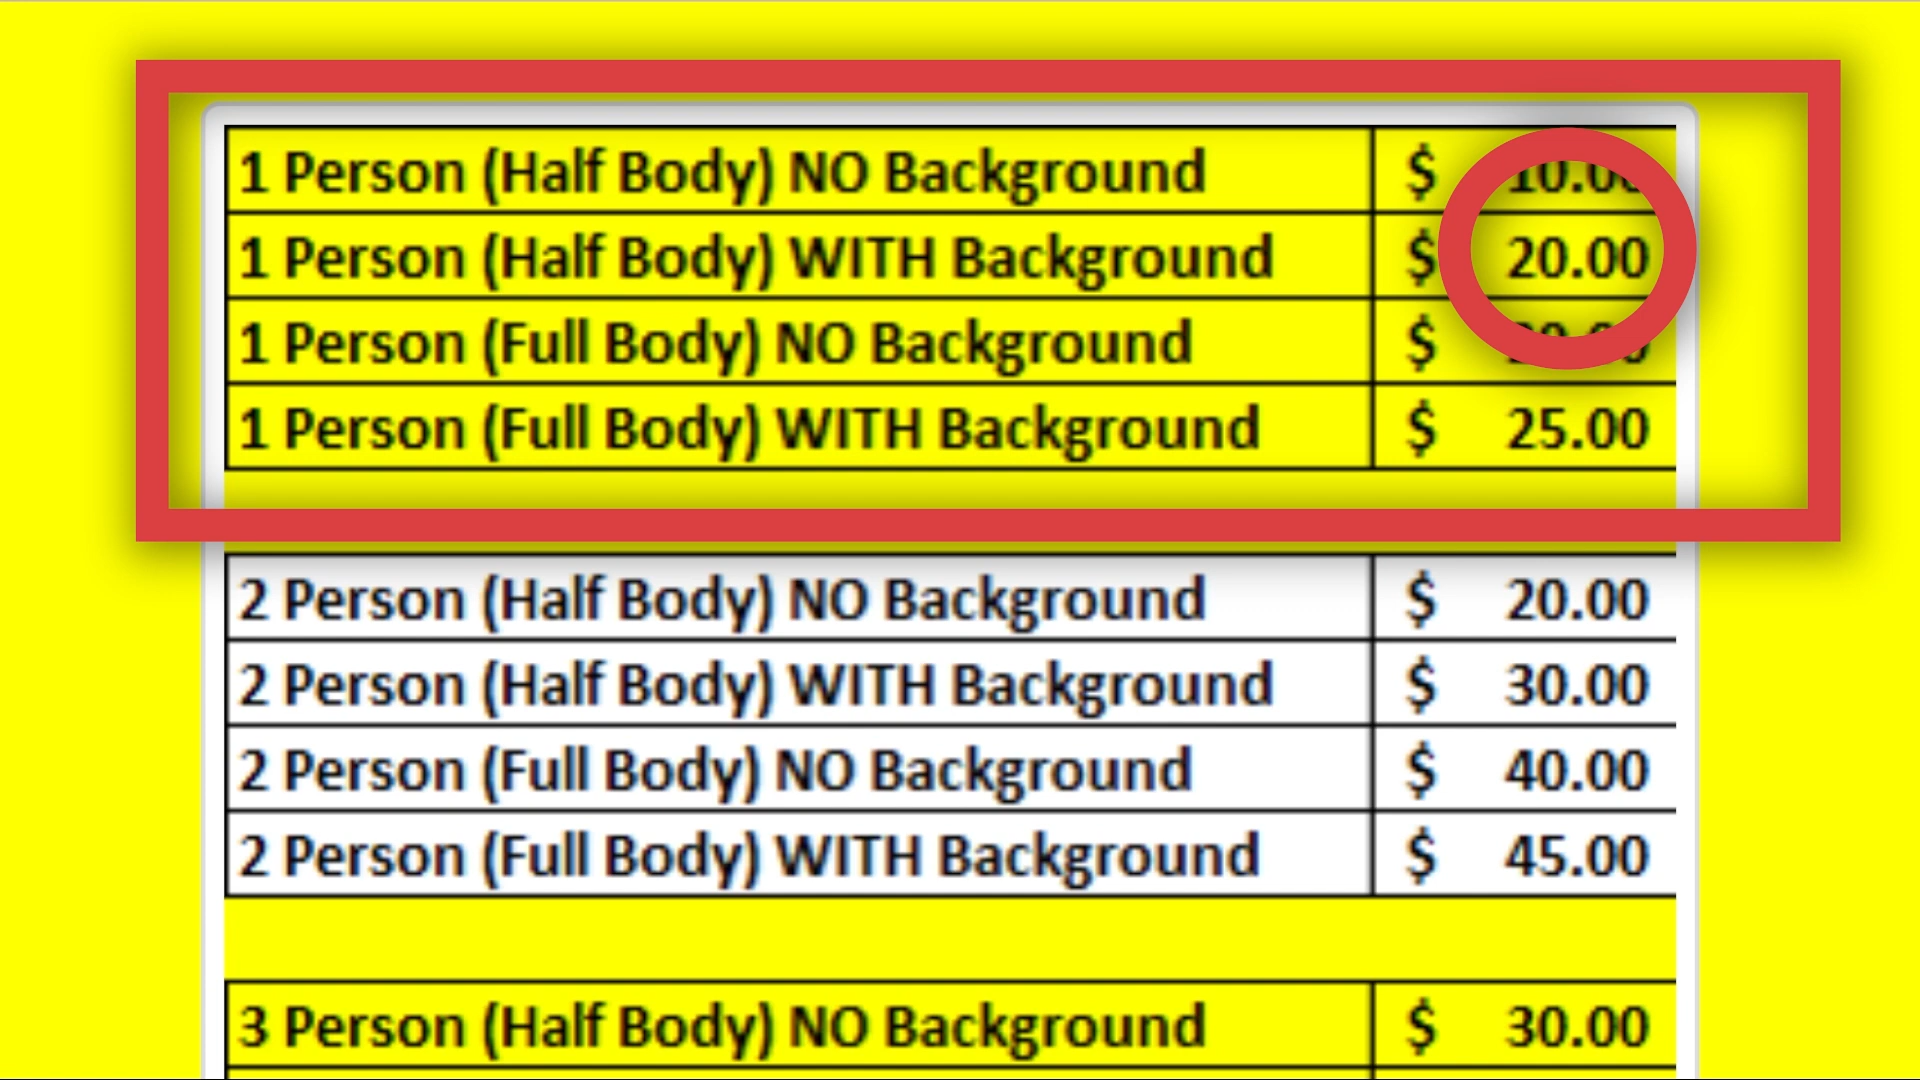 1 Person (Half Body) NO Background $ 10.00
1 Person (Half Body) WITH Background $ 20.00
1 Person (Full Body) NO Background $
1 Person (Full Body) WITH Background $ 25.00
2 Person (Half Body) NO Background $ 20.00
2 Person (Half Body) WITH Background $ 30.00
2 Person (Full Body) NO Background $ 40.00
2 Person (Full Body) WITH Background $ 45.00
3 Person (Half Body) NO Background $ 30.00